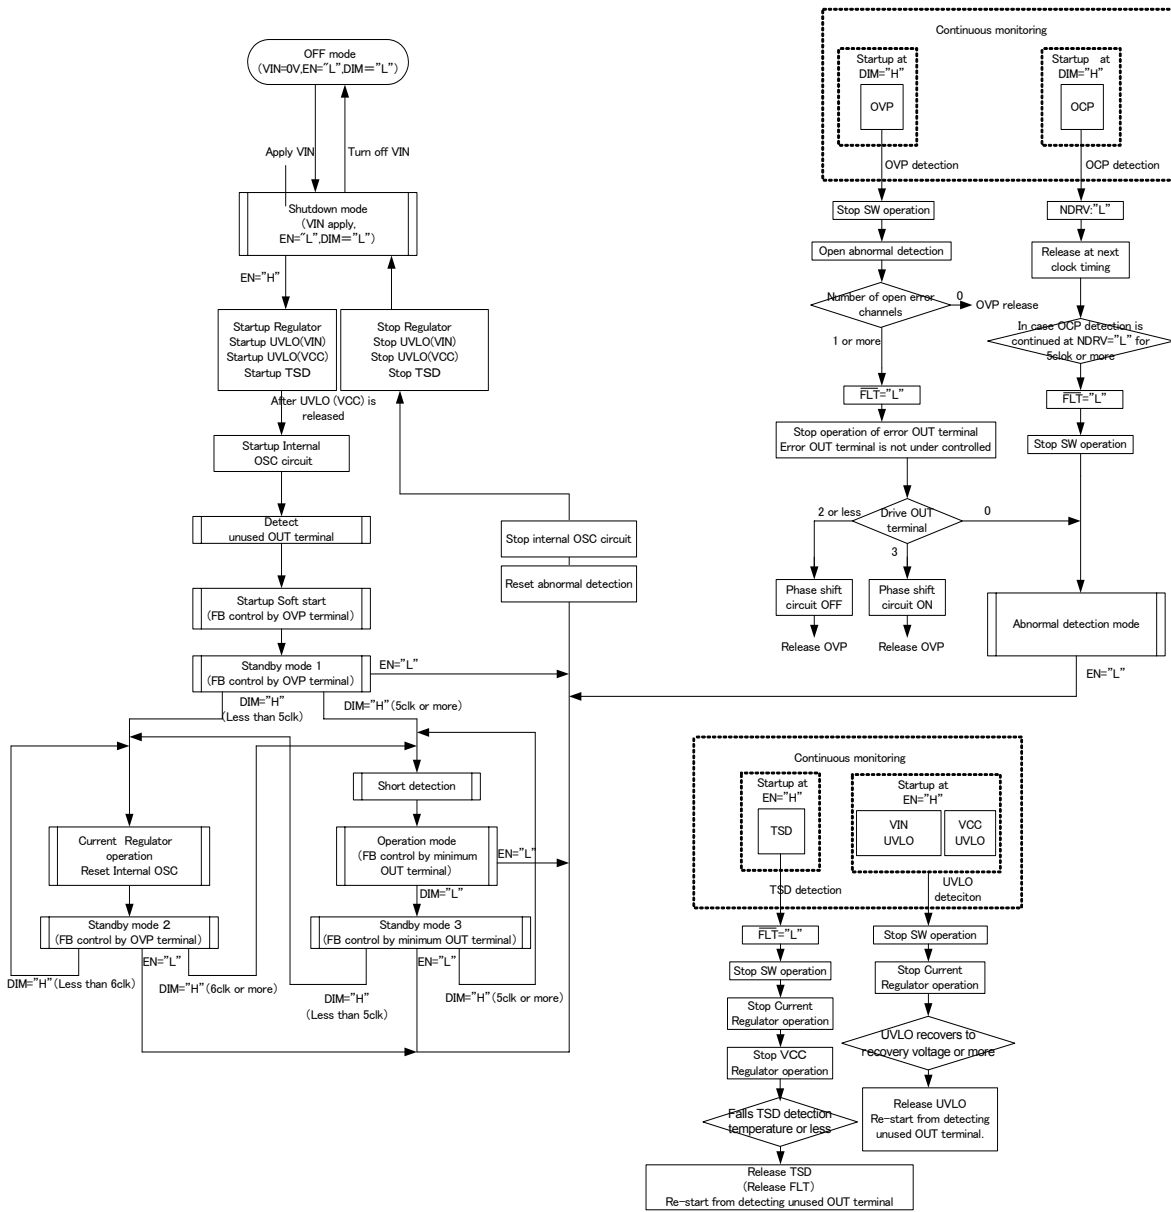 OFF mode
(VIN=0V,EN="L",DIM="L")
Apply VIN
Turn off VIN
Shutdown mode
(VIN apply,
EN="L",DIM="L")
EN="H"
Startup Regulator
Startup UVLO(VIN)
Startup UVLO(VCC)
Startup TSD
Stop Regulator
Stop UVLO(VIN)
Stop UVLO(VCC)
Stop TSD
After UVLO (VCC) is
released
Startup Internal
OSC circuit
Detect
unused OUT terminal
Stop internal OSC circuit
Reset abnormal detection
Startup Soft start
(FB control by OVP terminal)
Standby mode 1
(FB control by OVP terminal)
EN="L"
DIM="H"
(Less than 5clk)
DIM="H" (5clk or more)
Short detection
Current Regulator
operation
Reset Internal OSC
Operation mode
(FB control by minimum
OUT terminal)
EN="L"
DIM="L"
Standby mode 2
(FB control by OVP terminal)
Standby mode 3
(FB control by minimum OUT terminal)
EN="L"
EN="L"
DIM="H" (Less than 6clk)
DIM="H" (6clk or more)
DIM="H"
(Less than 5clk)
DIM="H" (5clk or more)
Continuous monitoring
Startup at
DIM="H"
OVP
Startup at
DIM="H"
OCP
OVP detection
OCP detection
Stop SW operation
NDRV:"L"
Open abnormal detection
Release at next
clock timing
Number of open error
channels
0
OVP release
1 or more
In case OCP detection is
continued at NDRV="L" for
5clok or more
FLT="L"
FLT="L"
Stop operation of error OUT terminal
Error OUT terminal is not under controlled
Stop SW operation
2 or less
Drive OUT
terminal
0
3
Phase shift
circuit OFF
Phase shift
circuit ON
Release OVP
Release OVP
Abnormal detection mode
EN="L"
Continuous monitoring
Startup at
EN="H"
TSD
Startup at
EN="H"
VIN
UVLO
VCC
UVLO
TSD detection
UVLO
deteciton
FLT="L"
Stop SW operation
Stop SW operation
Stop Current
Regulator operation
Stop Current
Regulator operation
Stop VCC
Regulator operation
UVLO recovers to
recovery voltage or more
Falls TSD detection
temperature or less
Release UVLO
Re-start from detecting
unused OUT terminal.
Release TSD
(Release FLT)
Re-start from detecting unused OUT terminal